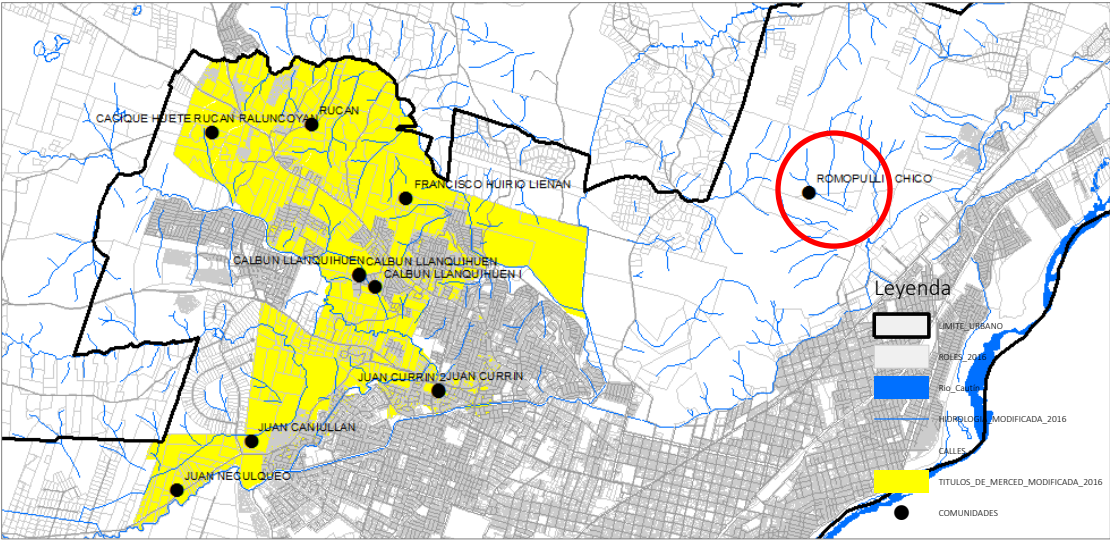 RUCAN
CACIQUE HUETE RUCAN RALUNCOYAN
FRANCISCO HUIRIO LIENAN
ROMOPULLI CHICO
CALBUN LLANQUIHUEN
CALBUN LLANQUIHUEN
CALBUN LLANQUIHUEN I
JUAN CURRIN 2
JUAN CURRIN
JUAN CANIULLAN
JUAN NECULQUEO
Leyenda
LIMITE_URBANO
ROLES_2016
Rio_Cautin
HIDROLOGIA_MODIFICADA_2016
CALLES
TITULOS_DE_MERCED_MODIFICADA_2016
COMUNIDADES